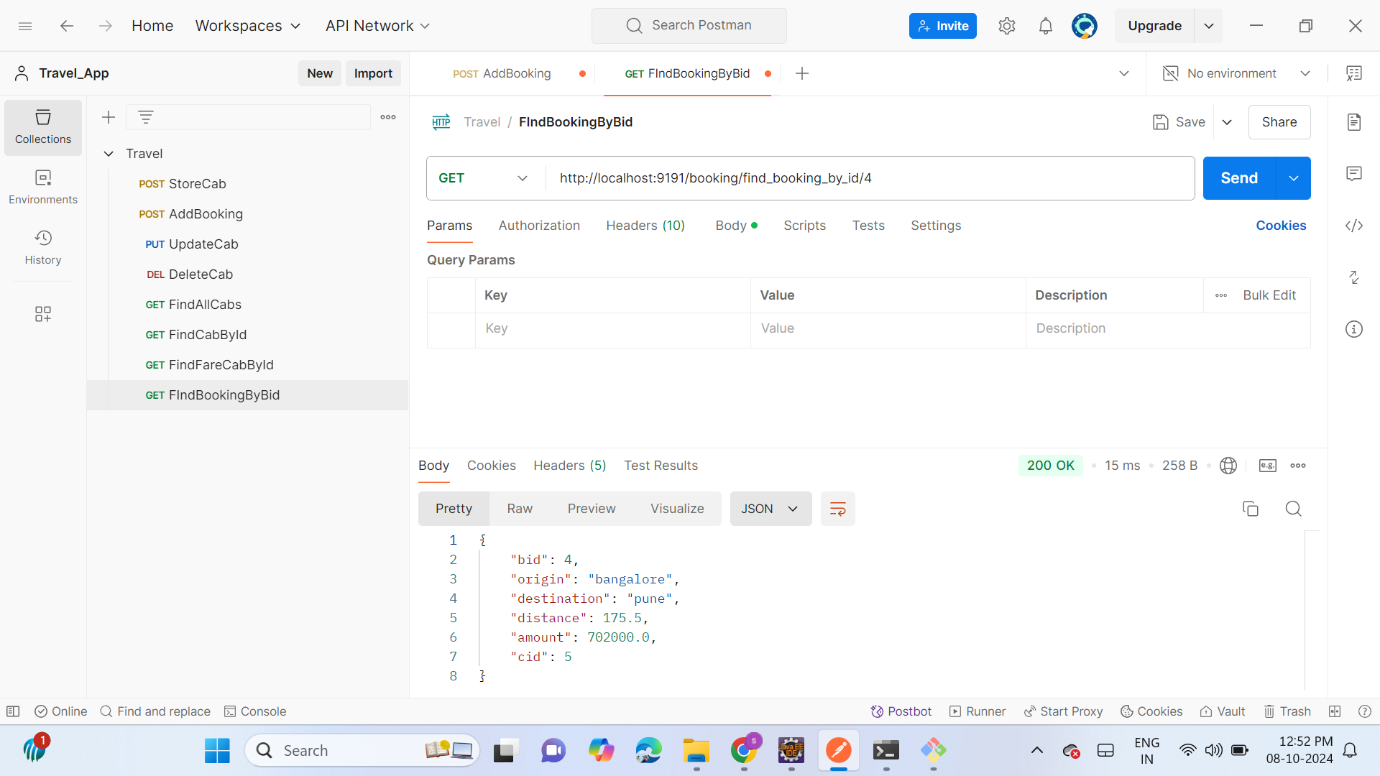 Home Workspaces API Network Search Postman Invite Upgrade
Travel_App New Import POST AddBooking GET FIndBookingByBid No environment
Collections
Environments
History
Travel
POST StoreCab
POST AddBooking
PUT UpdateCab
DEL DeleteCab
GET FindAllCabs
GET FindCabById
GET FindFareCabById
GET FIndBookingByBid
HTTP Travel / FIndBookingByBid Save Share
GET http://localhost:9191/booking/find_booking_by_id/4 Send
Params Authorization Headers (10) Body Scripts Tests Settings Cookies
Query Params
Key Value Description Bulk Edit
Key Value Description
Body Cookies Headers (5) Test Results 200 OK 15 ms 258 B e.g.
Pretty Raw Preview Visualize JSON
1 {
2 "bid": 4,
3 "origin": "bangalore",
4 "destination": "pune",
5 "distance": 175.5,
6 "amount": 702000.0,
7 "cid": 5
8 }
Online Find and replace Console Postbot Runner Start Proxy Cookies Vault Trash
1 Search ENG 12:52 PM
IN 08-10-2024